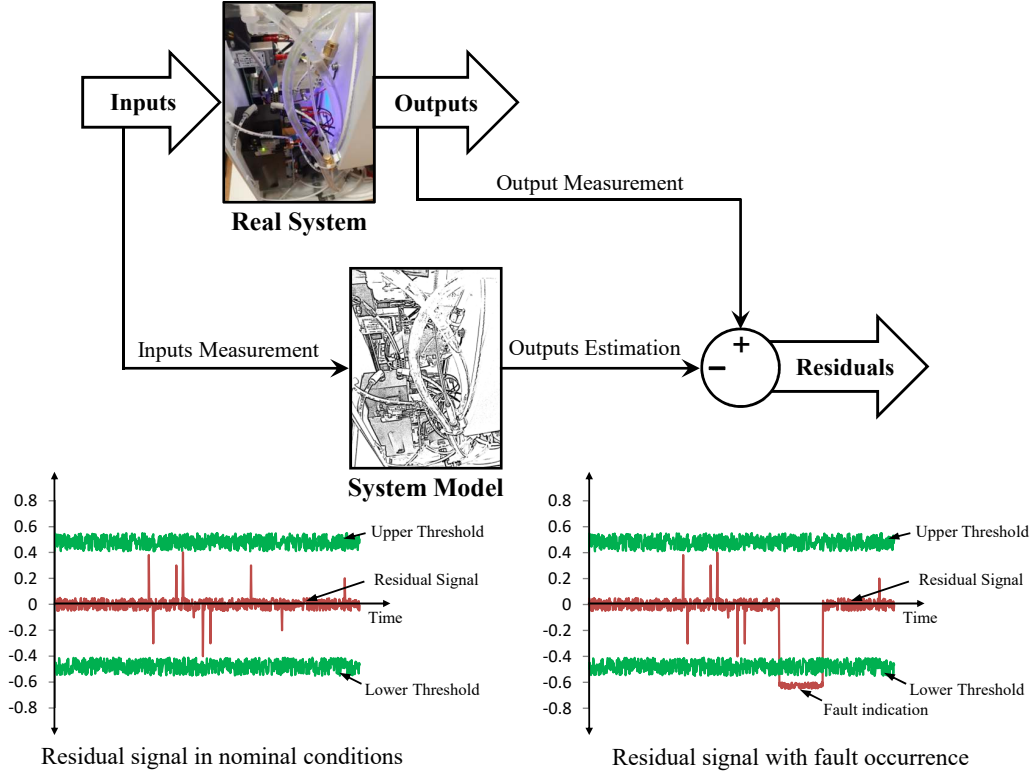 Inputs
Outputs
Output Measurement
Real System
Inputs Measurement
Outputs Estimation
+
−
Residuals
System Model
0.8
0.6
0.4
0.2
0
-0.2
-0.4
-0.6
-0.8
Upper Threshold
Residual Signal
Time
Lower Threshold
Residual signal in nominal conditions
0.8
0.6
0.4
0.2
0
-0.2
-0.4
-0.6
-0.8
Upper Threshold
Residual Signal
Time
Lower Threshold
Fault indication
Residual signal with fault occurrence